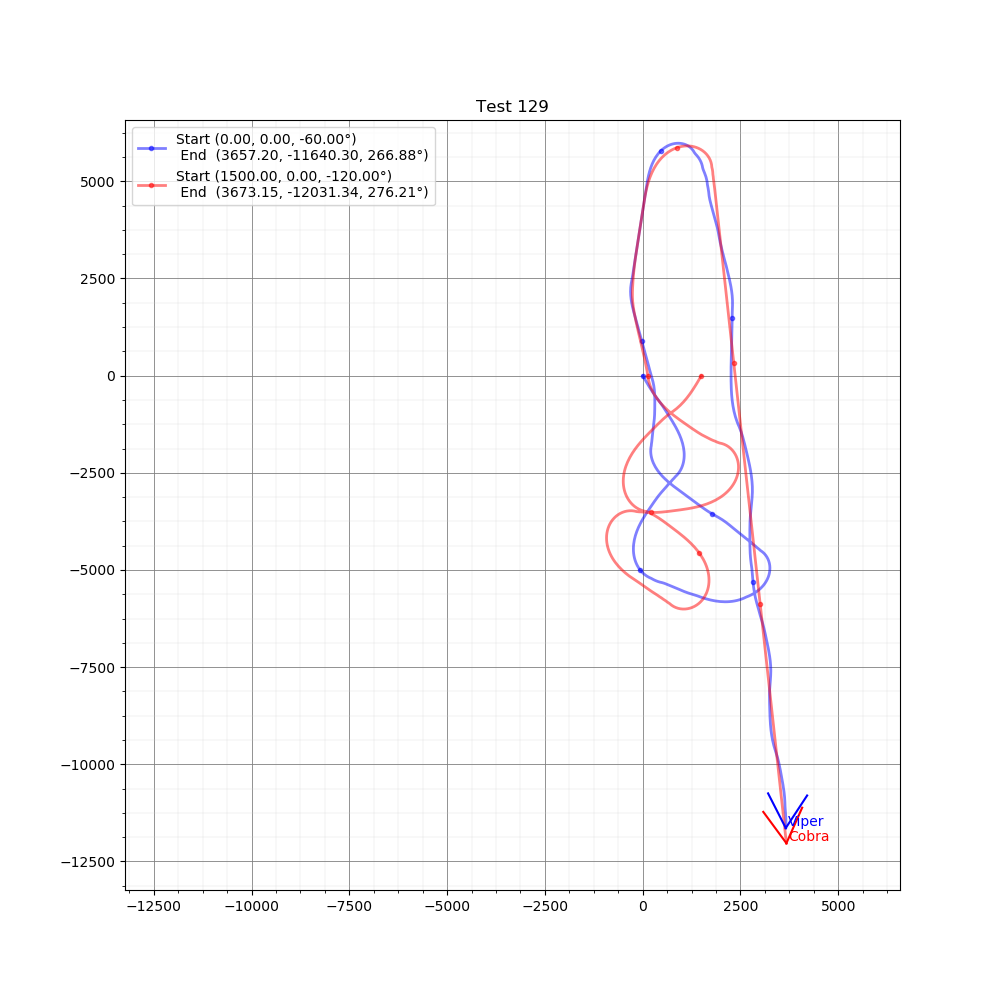 Test 129
Start (0.00, 0.00, -60.00°)
End  (3657.20, -11640.30, 266.88°)
Start (1500.00, 0.00, -120.00°)
End  (3673.15, -12031.34, 276.21°)
5000
2500
0
−2500
−5000
−7500
−10000
−12500
Viper
Cobra
−12500 −10000 −7500 −5000 −2500 0 2500 5000